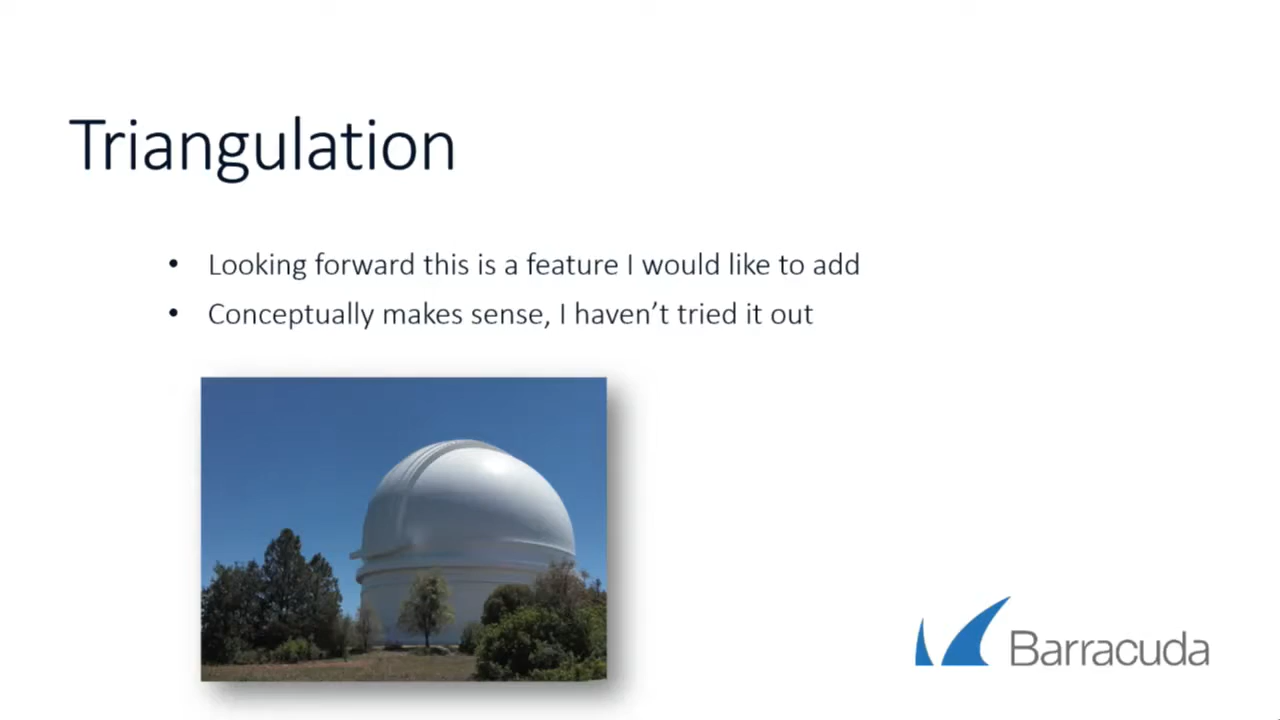 Triangulation
• Looking forward this is a feature I would like to add
• Conceptually makes sense, I haven’t tried it out
Barracuda